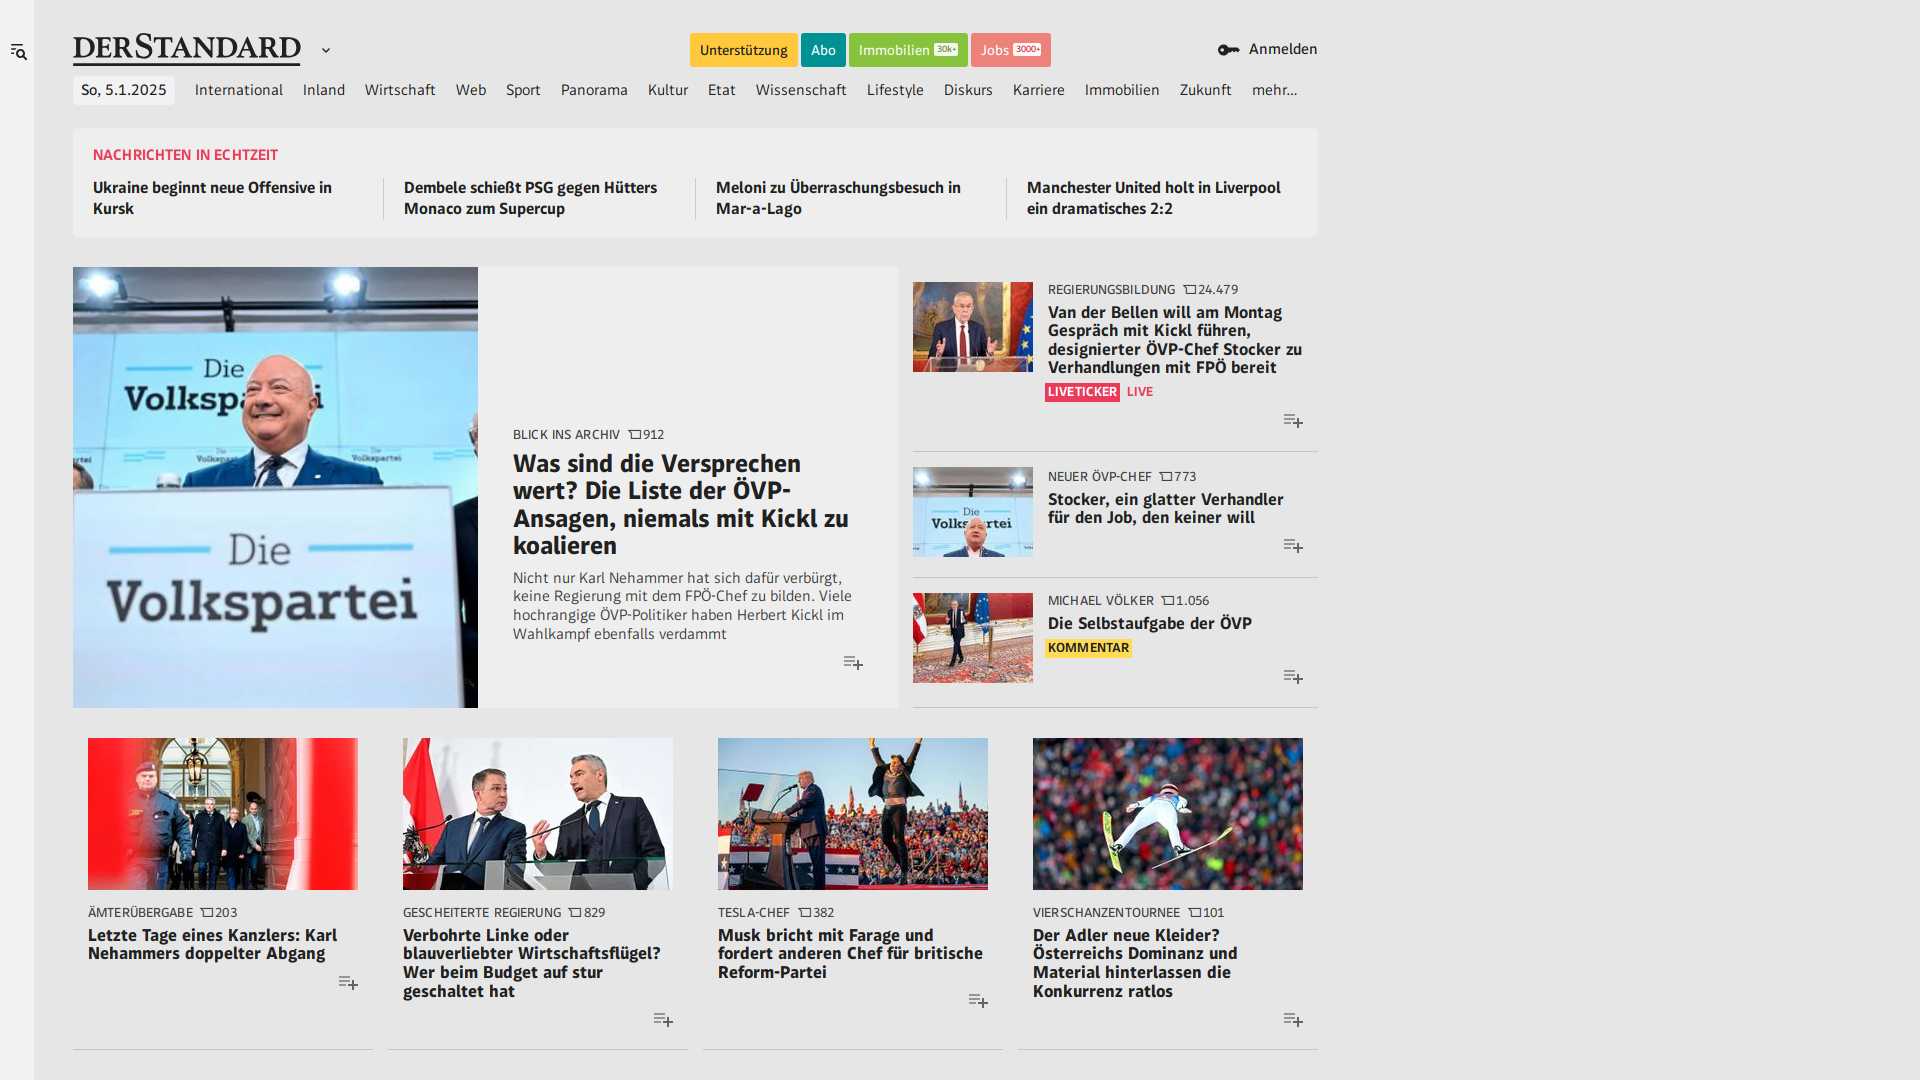 DERSTANDARD
Unterstützung
Abo
Immobilien 30k+
Jobs 3000+
Anmelden
So, 5.1.2025
International
Inland
Wirtschaft
Web
Sport
Panorama
Kultur
Etat
Wissenschaft
Lifestyle
Diskurs
Karriere
Immobilien
Zukunft
mehr…
NACHRICHTEN IN ECHTZEIT
Ukraine beginnt neue Offensive in
Kursk
Dembele schießt PSG gegen Hütters
Monaco zum Supercup
Meloni zu Überraschungsbesuch in
Mar-a-Lago
Manchester United holt in Liverpool
ein dramatisches 2:2
Die
Volkspartei
Die
Volkspartei
BLICK INS ARCHIV 912
Was sind die Versprechen
wert? Die Liste der ÖVP-
Ansagen, niemals mit Kickl zu
koalieren
Nicht nur Karl Nehammer hat sich dafür verbürgt,
keine Regierung mit dem FPÖ-Chef zu bilden. Viele
hochrangige ÖVP-Politiker haben Herbert Kickl im
Wahlkampf ebenfalls verdammt
REGIERUNGSBILDUNG 24.479
Van der Bellen will am Montag
Gespräch mit Kickl führen,
designierter ÖVP-Chef Stocker zu
Verhandlungen mit FPÖ bereit
LIVETICKER LIVE
NEUER ÖVP-CHEF 773
Stocker, ein glatter Verhandler
für den Job, den keiner will
MICHAEL VÖLKER 1.056
Die Selbstaufgabe der ÖVP
KOMMENTAR
ÄMTERÜBERGABE 203
Letzte Tage eines Kanzlers: Karl
Nehammers doppelter Abgang
GESCHEITERTE REGIERUNG 829
Verbohrte Linke oder
blauverliebter Wirtschaftsflügel?
Wer beim Budget auf stur
geschaltet hat
TESLA-CHEF 382
Musk bricht mit Farage und
fordert anderen Chef für britische
Reform-Partei
VIERSCHANZENTOURNEE 101
Der Adler neue Kleider?
Österreichs Dominanz und
Material hinterlassen die
Konkurrenz ratlos